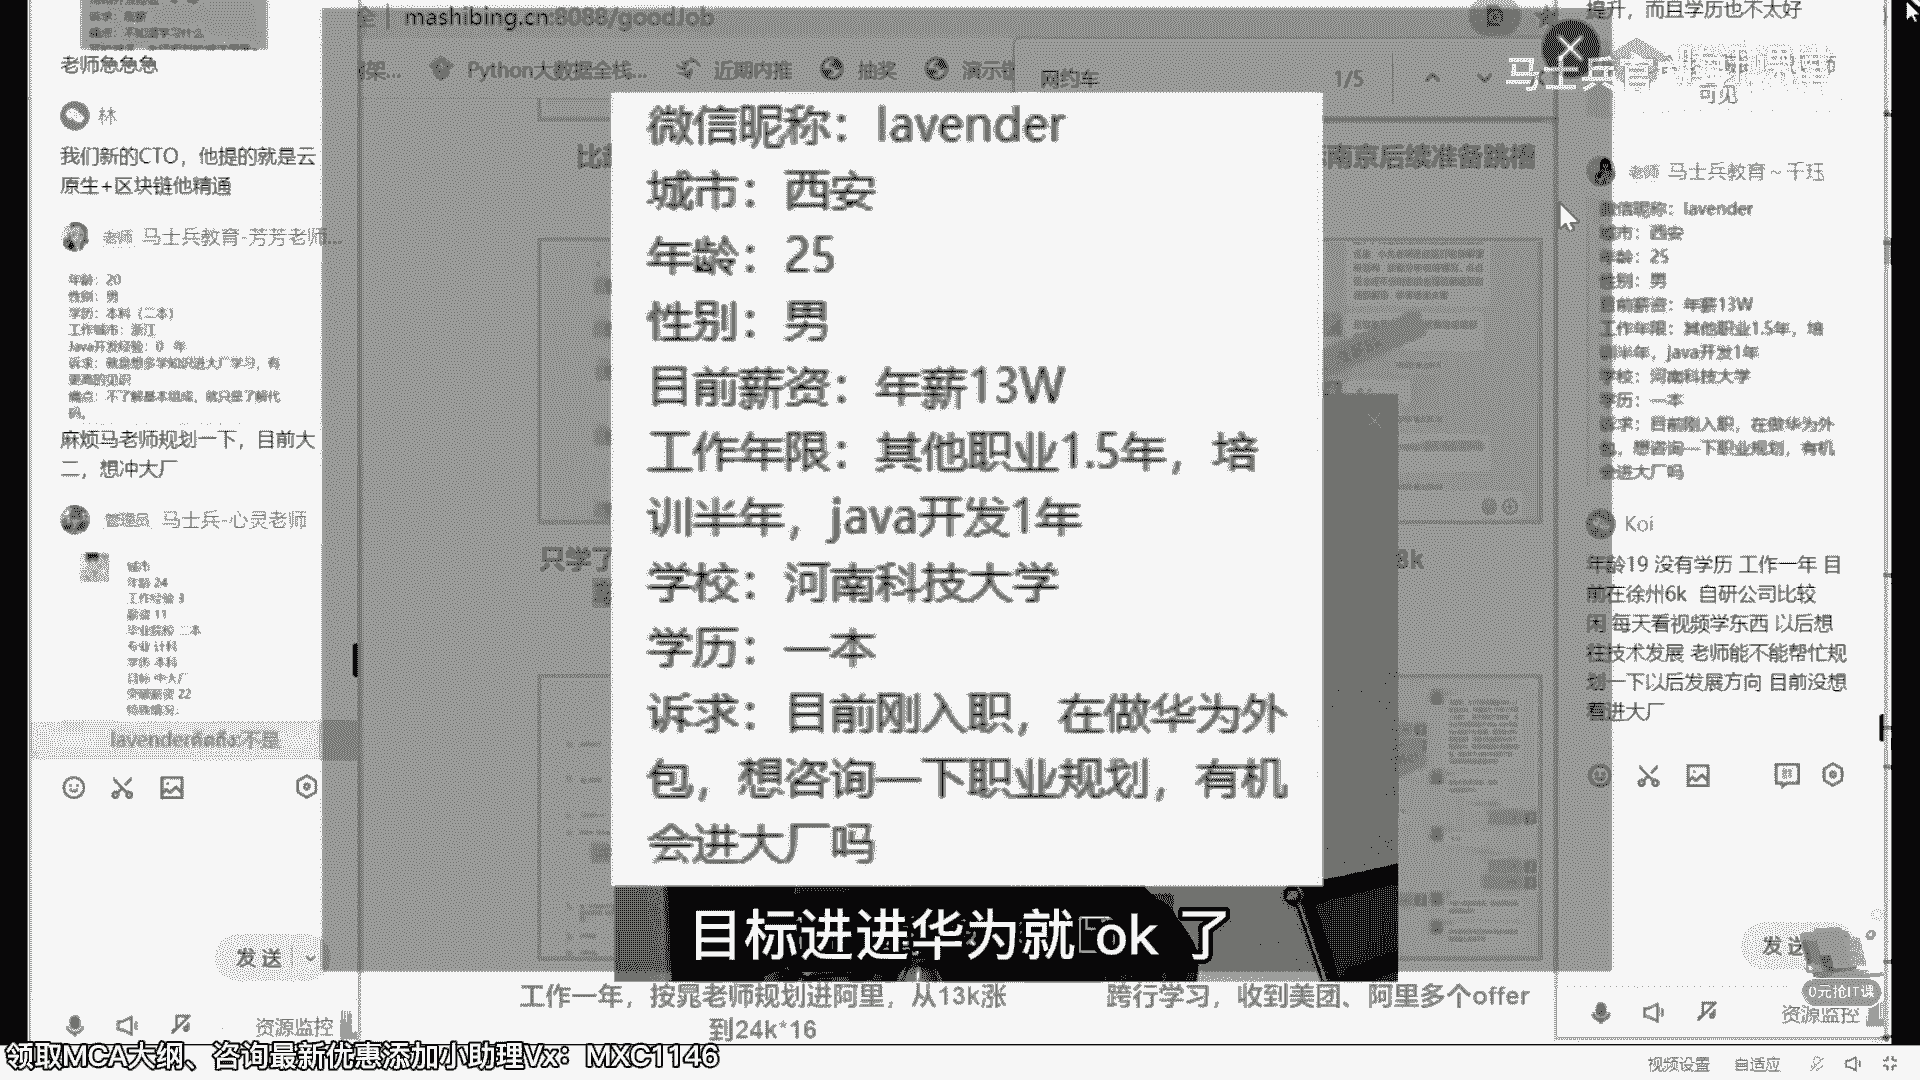 老师急急急
林
我们新的CTO，他提的就是云
原生+区块链他精通
老师 马士兵教育-芳芳老师...
年龄：20
性别：男
学历：本科（二本）
工作城市：浙江
Java开发经验：0 年
诉求：就是想多学知识进大厂学习，有
更高的见识
痛点：不了解基本组成，就只是了解代
码。
麻烦马老师规划一下，目前大
二，想冲大厂
管理员 马士兵-心灵老师
城市
年龄 24
工作经验 3
薪资 11
毕业院校 二本
专业 计科
学历 本科
目标 中大厂
突破薪资 22
特殊情况：
发送
资源监控
mashibing.cn:8088/goodJob
Python大数据全栈...
近期内推
抽奖
网约车
1/5
南京后续准备跳槽
只学了
微信昵称：lavender
城市：西安
年龄：25
性别：男
目前薪资：年薪13W
工作年限：其他职业1.5年，培
训半年，java开发1年
学校：河南科技大学
学历：一本
诉求：目前刚入职，在做华为外
包，想咨询一下职业规划，有机
会进大厂吗
目标进进华为就 ok 了
工作一年，按晁老师规划进阿里，从13k涨
到24k*16
跨行学习，收到美团、阿里多个offer
提升，而且学历也不太好
可见
老师 马士兵教育~千珏
微信昵称：lavender
城市：西安
年龄：25
性别：男
目前薪资：年薪13W
工作年限：其他职业1.5年，培
训半年，java开发1年
学校：河南科技大学
学历：一本
诉求：目前刚入职，在做华为外
包，想咨询一下职业规划，有机
会进大厂吗
Koi
年龄19 没有学历 工作一年 目
前在徐州6k 自研公司比较
闲 每天看视频学东西 以后想
往技术发展 老师能不能帮忙规
划一下以后发展方向 目前没想
着进大厂
发送
0元抢IT课
资源监控
领取MCA大纲、咨询最新优惠添加小助理Vx：MXC1146
视频设置 自适应